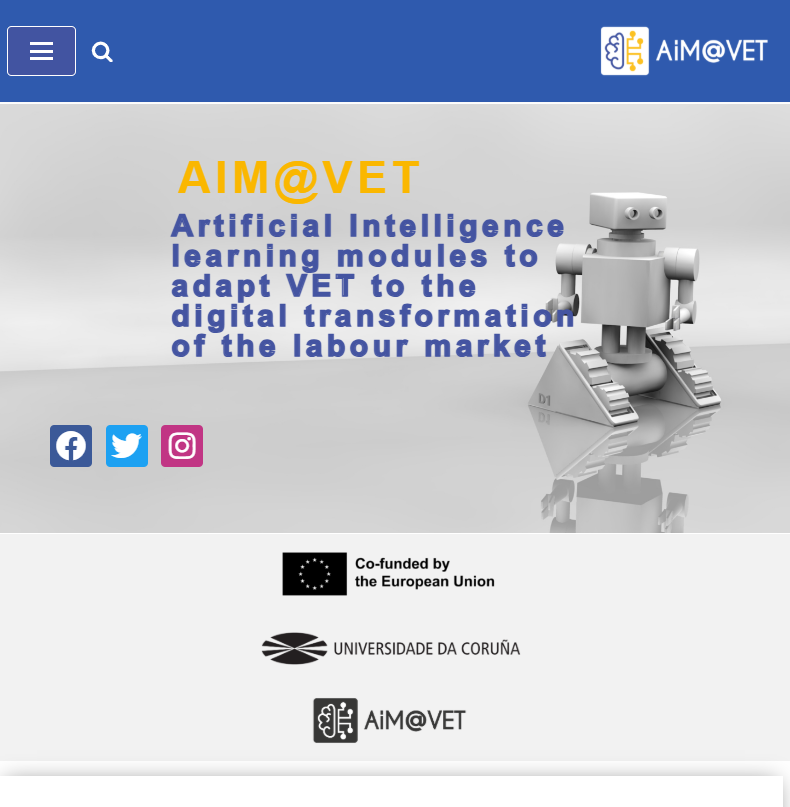 AiM@VET
AIM@VET
Artificial Intelligence
learning modules to
adapt VET to the
digital transformation
of the labour market
D1
Co-funded by
the European Union
UNIVERSIDADE DA CORUÑA
AiM@VET